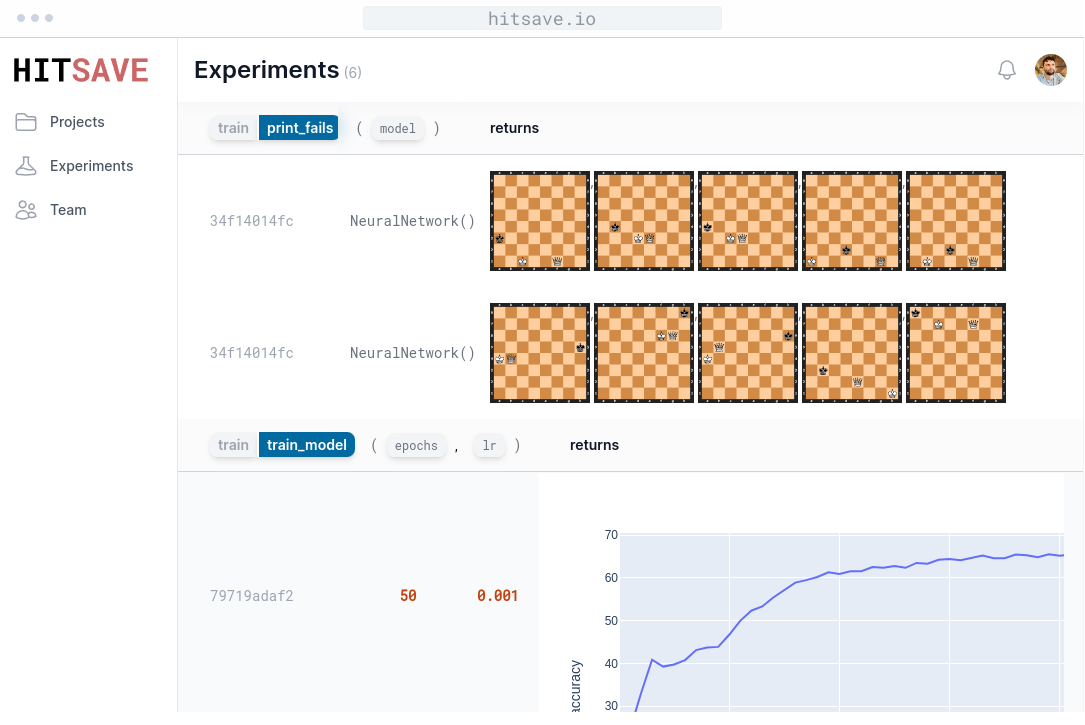 hitsave.io
HITSAVE
Projects
Experiments
Team
Experiments (6)
train print_fails ( model ) returns
34f14014fc NeuralNetwork()
34f14014fc NeuralNetwork()
train train_model ( epochs , lr ) returns
79719adaf2 50 0.001
70
60
50
40
30
accuracy